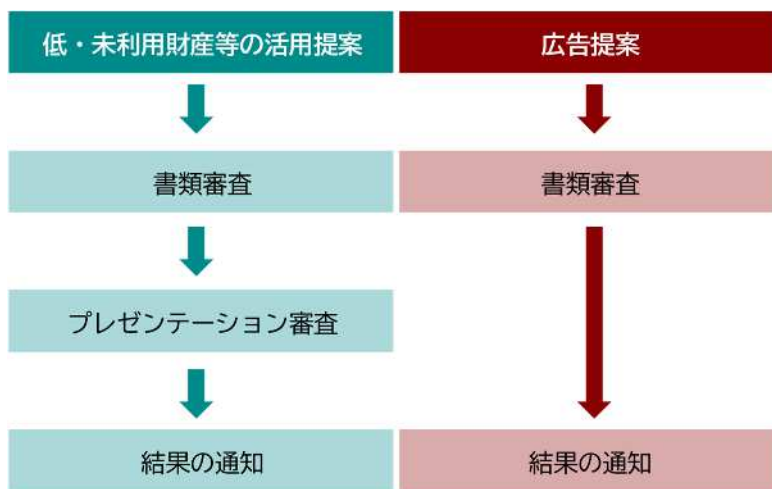 低・未利用財産等の活用提案
広告提案
書類審査
書類審査
プレゼンテーション審査
結果の通知
結果の通知